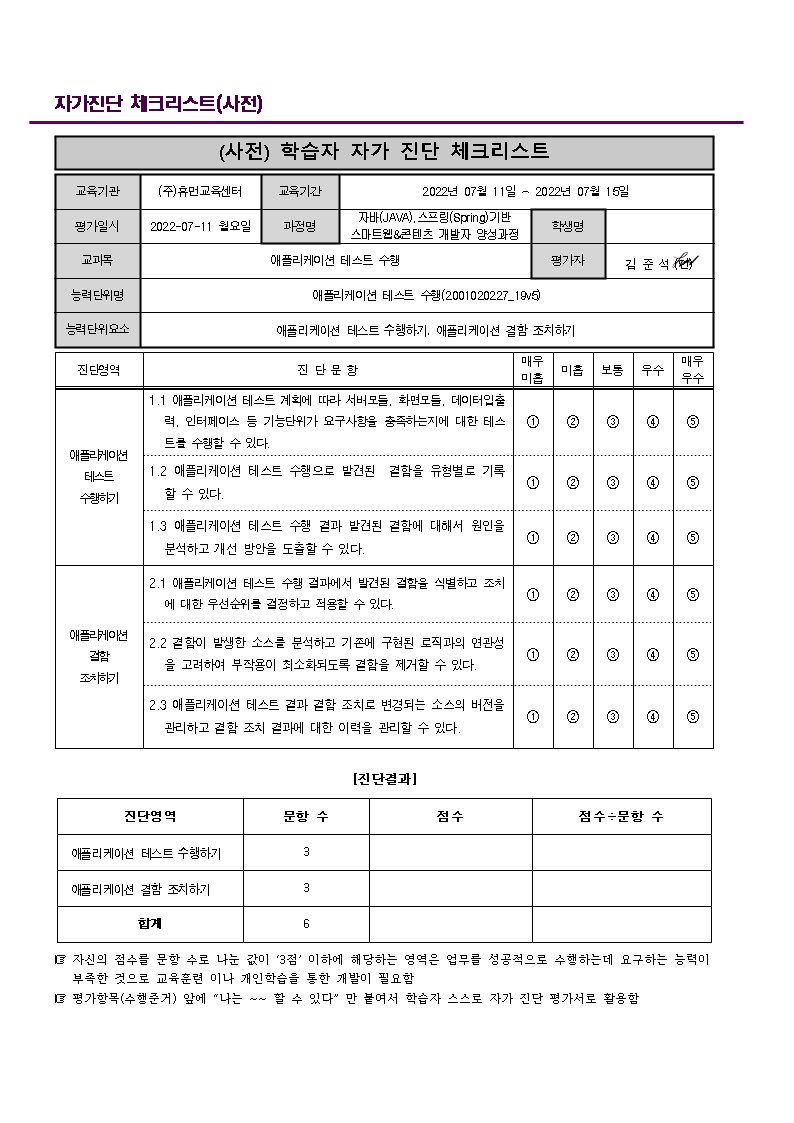 자가진단 체크리스트(사전)
(사전) 학습자 자가 진단 체크리스트
교육기관 (주)휴먼교육센터 교육기간 2022년 07월 11일 ~ 2022년 07월 15일
평가일시 2022-07-11 월요일 과정명 자바(JAVA),스프링(Spring)기반
스마트웹&콘텐츠 개발자 양성과정 학생명
교과목 애플리케이션 테스트 수행 평가자 김 준 석 (인)
능력단위명 애플리케이션 테스트 수행(2001020227_19v5)
능력단위요소 애플리케이션 테스트 수행하기, 애플리케이션 결함 조치하기
진단영역 진 단 문 항 매우
미흡 미흡 보통 우수 매우
우수
애플리케이션
테스트
수행하기
1.1 애플리케이션 테스트 계획에 따라 서버모듈, 화면모듈, 데이터입출
력, 인터페이스 등 기능단위가 요구사항을 충족하는지에 대한 테스
트를 수행할 수 있다.
① ② ③ ④ ⑤
1.2 애플리케이션 테스트 수행으로 발견된 결함을 유형별로 기록
할 수 있다.
① ② ③ ④ ⑤
1.3 애플리케이션 테스트 수행 결과 발견된 결함에 대해서 원인을
분석하고 개선 방안을 도출할 수 있다.
① ② ③ ④ ⑤
애플리케이션
결함
조치하기
2.1 애플리케이션 테스트 수행 결과에서 발견된 결함을 식별하고 조치
에 대한 우선순위를 결정하고 적용할 수 있다.
① ② ③ ④ ⑤
2.2 결함이 발생한 소스를 분석하고 기존에 구현된 로직과의 연관성
을 고려하여 부작용이 최소화되도록 결함을 제거할 수 있다.
① ② ③ ④ ⑤
2.3 애플리케이션 테스트 결과 결함 조치로 변경되는 소스의 버전을
관리하고 결함 조치 결과에 대한 이력을 관리할 수 있다.
① ② ③ ④ ⑤
[진단결과]
진단영역 문항 수 점수 점수÷문항 수
애플리케이션 테스트 수행하기 3
애플리케이션 결함 조치하기 3
합계 6
☞ 자신의 점수를 문항 수로 나눈 값이 ‘3점’ 이하에 해당하는 영역은 업무를 성공적으로 수행하는데 요구하는 능력이
부족한 것으로 교육훈련 이나 개인학습을 통한 개발이 필요함
☞ 평가항목(수행준거) 앞에 “나는 ~~ 할 수 있다” 만 붙여서 학습자 스스로 자가 진단 평가서로 활용함